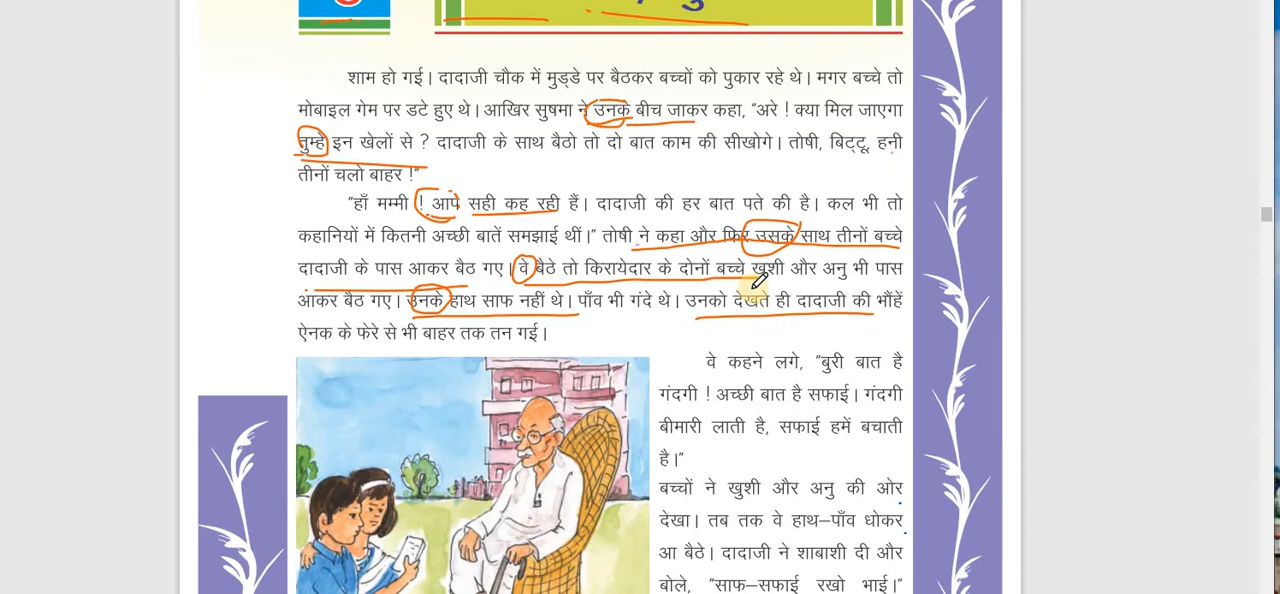 शाम हो गई। दादाजी चौक में मुड्डे पर बैठकर बच्चों को पुकार रहे थे। मगर बच्चे तो
मोबाइल गेम पर डटे हुए थे। आखिर सुषमा ने उनके बीच जाकर कहा, "अरे ! क्या मिल जाएगा
तुम्हे इन खेलों से ? दादाजी के साथ बैठो तो दो बात काम की सीखोगे। तोषी, बिट्टू, हनी
तीनों चलो बाहर !"
"हाँ मम्मी ! आप सही कह रही हैं। दादाजी की हर बात पते की है। कल भी तो
कहानियों में कितनी अच्छी बातें समझाई थीं।" तोषी ने कहा और फिर उसके साथ तीनों बच्चे
दादाजी के पास आकर बैठ गए। वे बैठे तो किरायेदार के दोनों बच्चे खुशी और अनु भी पास
आकर बैठ गए। उनके हाथ साफ नहीं थे। पाँव भी गंदे थे। उनको देखते ही दादाजी की भौंहें
ऐनक के फेरे से भी बाहर तक तन गई।
वे कहने लगे, "बुरी बात है
गंदगी ! अच्छी बात है सफाई। गंदगी
बीमारी लाती है, सफाई हमें बचाती
है।"
बच्चों ने खुशी और अनु की ओर
देखा। तब तक वे हाथ–पाँव धोकर
आ बैठे। दादाजी ने शाबाशी दी और
बोले, "साफ–सफाई रखो भाई।"